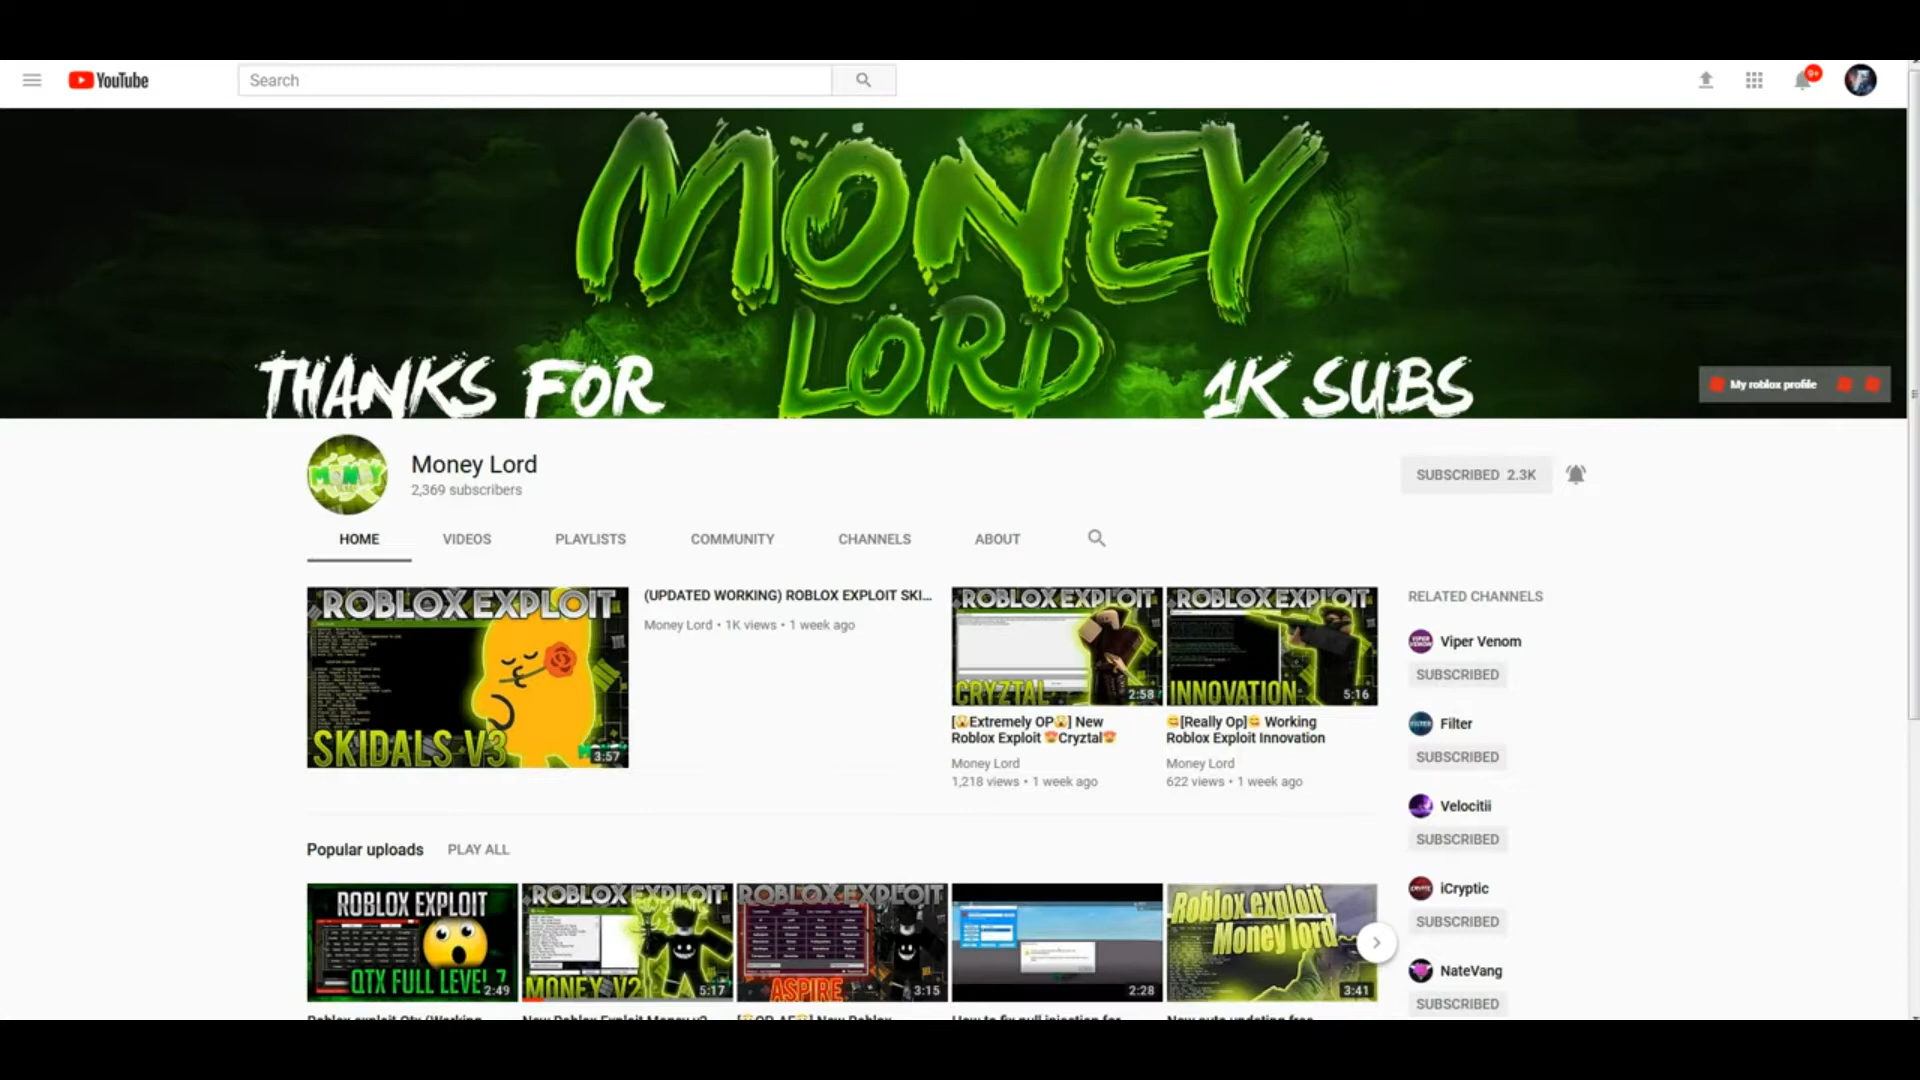 YouTube
Search
9+
MONEY
LORD
THANKS FOR
1K SUBS
My roblox profile
Money Lord
2,369 subscribers
SUBSCRIBED 2.3K
HOME
VIDEOS
PLAYLISTS
COMMUNITY
CHANNELS
ABOUT
ROBLOX EXPLOIT
SKIDALS V3
3:57
(UPDATED WORKING) ROBLOX EXPLOIT SKI...
Money Lord • 1K views • 1 week ago
ROBLOX EXPLOIT
CRYZTAL
2:58
[😱Extremely OP😱] New
Roblox Exploit 😍Cryztal😍
Money Lord
1,218 views • 1 week ago
ROBLOX EXPLOIT
INNOVATION
5:16
😋[Really Op]😋 Working
Roblox Exploit Innovation
Money Lord
622 views • 1 week ago
RELATED CHANNELS
Viper Venom
SUBSCRIBED
Filter
SUBSCRIBED
Velocitii
SUBSCRIBED
iCryptic
SUBSCRIBED
NateVang
SUBSCRIBED
Popular uploads
PLAY ALL
ROBLOX EXPLOIT
QTX FULL LEVEL 7
2:49
ROBLOX EXPLOIT
MONEY V2
5:17
ROBLOX EXPLOIT
ASPIRE
3:15
2:28
Roblox exploit
Money lord
3:41